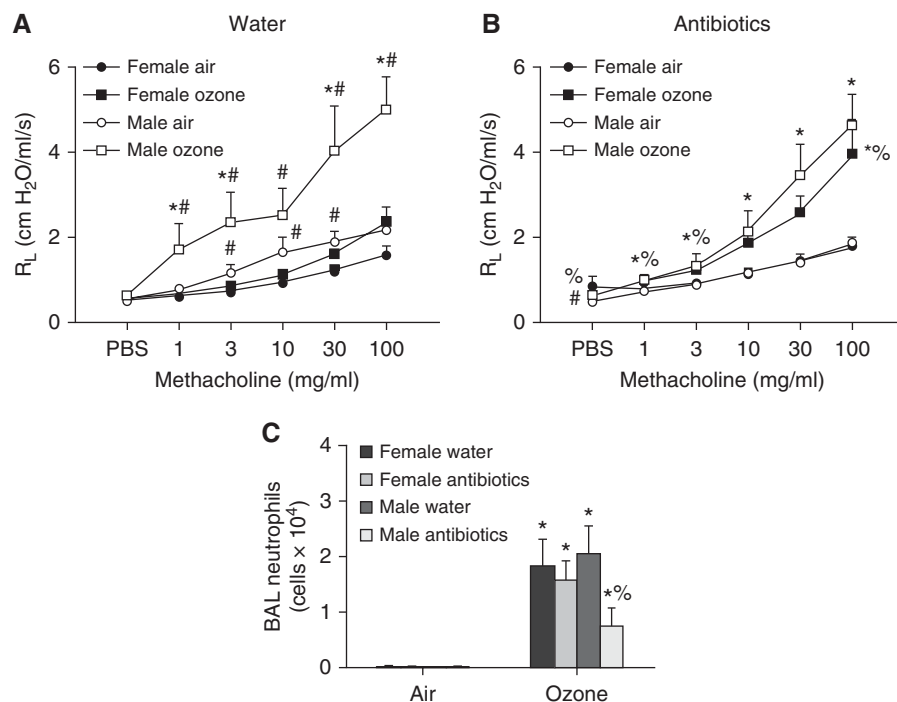 A
Water
Female air
Female ozone
Male air
Male ozone
6
4
2
0
R_L (cm H₂O/ml/s)
*#
*#
#
#
#
*#
#
*#
PBS
1
3
10
30
100
Methacholine (mg/ml)
B
Antibiotics
Female air
Female ozone
Male air
Male ozone
6
4
2
0
R_L (cm H₂O/ml/s)
%
#
*%
*%
*
*
*
*%
PBS
1
3
10
30
100
Methacholine (mg/ml)
C
Female water
Female antibiotics
Male water
Male antibiotics
4
3
2
1
0
BAL neutrophils
(cells × 10⁴)
*
*
*
*%
Air
Ozone